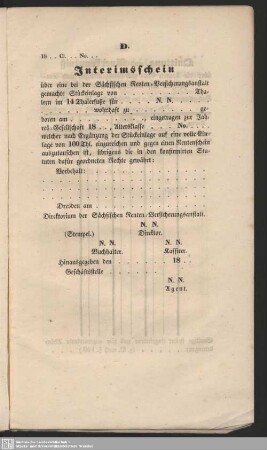 D.
16 . . C: . . No. . .
Interimsschein
über eine bei der Sächsischen Renten-Versicherungsanstalt
gemachte Stückeinlage von . . . . . . . . . . Tha-
lern im 14 Thalerfuße für . . . . . N. N. . . . . .
. . . . . . . wohnhaft zu . . . . . . . . . . ge-
boren am . . . . . . . , eingetragen zur Jah-
res-Gesellschaft 18 . . , Altersklasse . . . No. . . .
welcher nach Ergänzung der Stückeinlage auf eine volle Ein-
lage von 100 Thl. einzureichen und gegen einen Rentenschein
auszutauschen ist, übrigens die in den konfirmirten Sta-
tuten dafür geordneten Rechte gewährt:
Vorbehalt: . . . . . . . . . . . . . . .
Dresden am . . . . . . . . . . . . . .
Direktorium der Sächsischen Renten-Versicherungsanstalt.
N. N.
(Stempel.) Direktor.
N. N. N. N.
Buchhalter. Kassirer.
Hinausgegeben den . . . . . . . . . . 18 . .
Geschäftsstelle . . . . . . . . . . . .
N. N.
Agent.